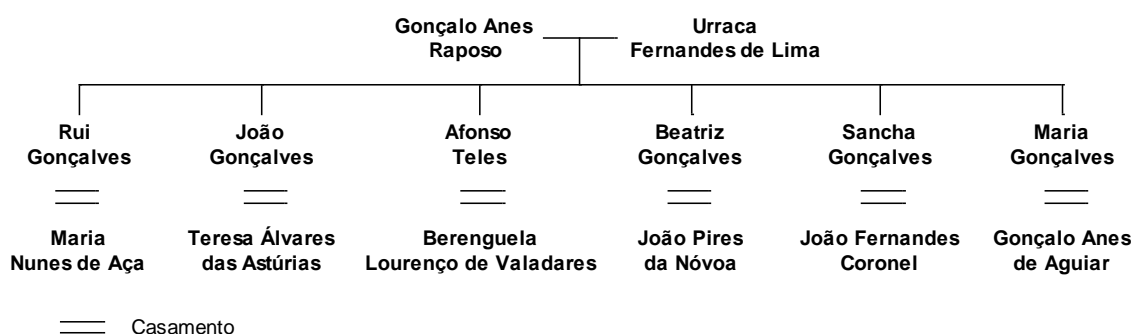 Gonçalo Anes
Raposo
Urraca
Fernandes de Lima
Rui
Gonçalves
João
Gonçalves
Afonso
Teles
Beatriz
Gonçalves
Sancha
Gonçalves
Maria
Gonçalves
Maria
Nunes de Aça
Teresa Álvares
das Astúrias
Berenguela
Lourenço de Valadares
João Pires
da Nóvoa
João Fernandes
Coronel
Gonçalo Anes
de Aguiar
Casamento